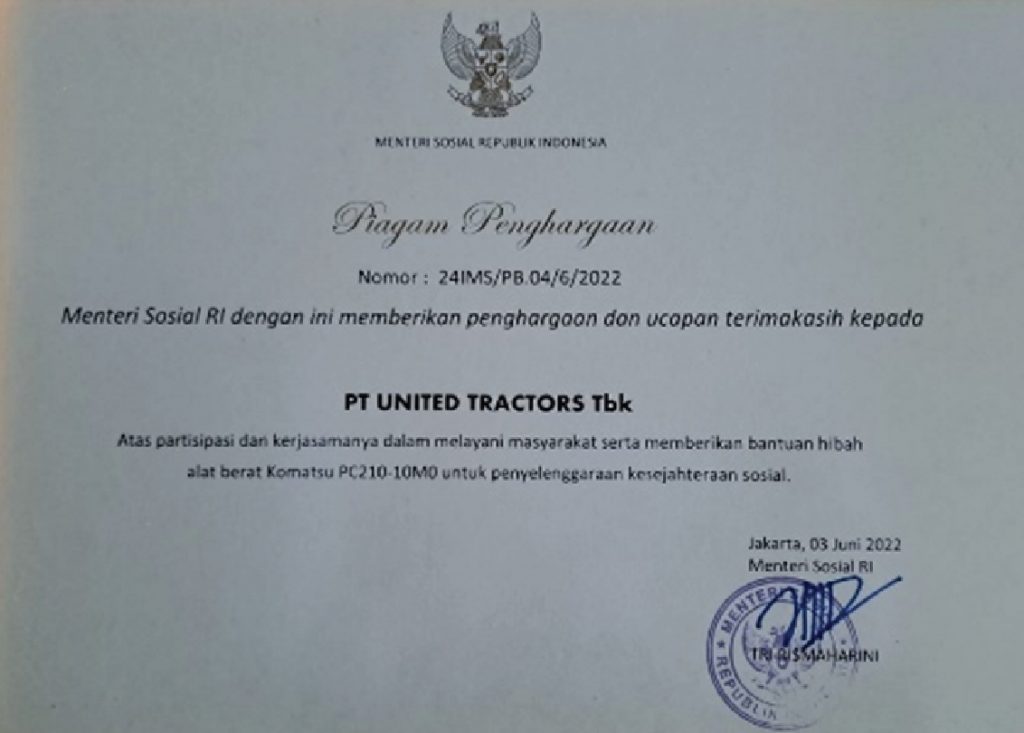 MENTERI SOSIAL REPUBLIK INDONESIA
Piagam Penghargaan
Nomor : 24IMS/PB.04/6/2022
Menteri Sosial RI dengan ini memberikan penghargaan dan ucapan terimakasih kepada
PT UNITED TRACTORS Tbk
Atas partisipasi dan kerjasamanya dalam melayani masyarakat serta memberikan bantuan hibah
alat berat Komatsu PC210-10M0 untuk penyelenggaraan kesejahteraan sosial.
Jakarta, 03 Juni 2022
Menteri Sosial RI
MENTERI
TRI RISMAHARINI
REPUBLIK